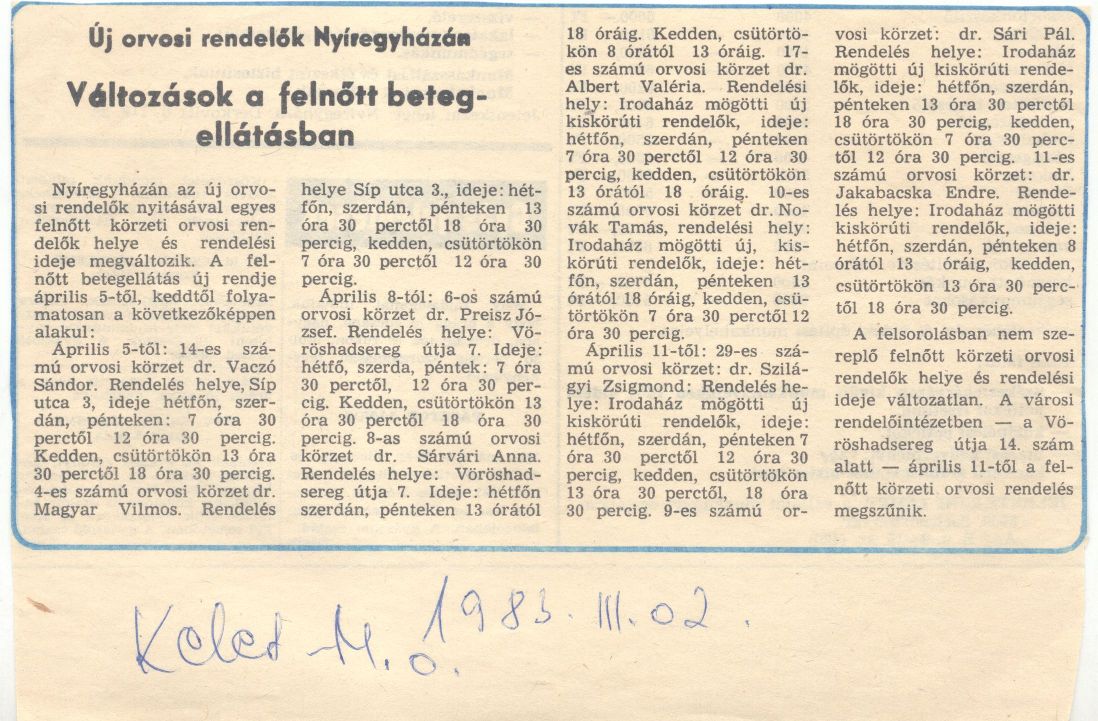 Új orvosi rendelők Nyíregyházán
Változások a felnőtt beteg-
ellátásban
Nyíregyházán az új orvo-
si rendelők nyitásával egyes
felnőtt körzeti orvosi ren-
delők helye és rendelési
ideje megváltozik. A fel-
nőtt betegellátás új rendje
április 5-től, keddtől folya-
matosan a következőképpen
alakul:
Április 5-től: 14-es szá-
mú orvosi körzet dr. Vaczó
Sándor. Rendelés helye, Síp
utca 3, ideje hétfőn, szer-
dán, pénteken: 7 óra 30
perctől 12 óra 30 percig.
Kedden, csütörtökön 13 óra
30 perctől 18 óra 30 percig.
4-es számú orvosi körzet dr.
Magyar Vilmos. Rendelés
helye Síp utca 3., ideje: hét-
főn, szerdán, pénteken 13
óra 30 perctől 18 óra 30
percig, kedden, csütörtökön
7 óra 30 perctől 12 óra 30
percig.
Április 8-tól: 6-os számú
orvosi körzet dr. Preisz Jó-
zsef. Rendelés helye: Vö-
röshadsereg útja 7. Ideje:
hétfő, szerda, péntek: 7 óra
30 perctől, 12 óra 30 per-
cig. Kedden, csütörtökön 13
óra 30 perctől 18 óra 30
percig. 8-as számú orvosi
körzet dr. Sárvári Anna.
Rendelés helye: Vöröshad-
sereg útja 7. Ideje: hétfőn
szerdán, pénteken 13 órától
18 óráig. Kedden, csütörtö-
kön 8 órától 13 óráig. 17-
es számú orvosi körzet dr.
Albert Valéria. Rendelési
hely: Irodaház mögötti új
kiskörúti rendelők, ideje:
hétfőn, szerdán, pénteken
7 óra 30 perctől 12 óra 30
percig, kedden, csütörtökön
13 órától 18 óráig. 10-es
számú orvosi körzet dr. No-
vák Tamás, rendelési hely:
Irodaház mögötti új, kis-
körúti rendelők, ideje: hét-
főn, szerdán, pénteken 13
órától 18 óráig, kedden, csü-
törtökön 7 óra 30 perctől 12
óra 30 percig.
Április 11-től: 29-es szá-
mú orvosi körzet: dr. Szilá-
gyi Zsigmond: Rendelés he-
lye: Irodaház mögötti új
kiskörúti rendelők, ideje:
hétfőn, szerdán, pénteken 7
óra 30 perctől 12 óra 30
percig, kedden, csütörtökön
13 óra 30 perctől, 18 óra
30 percig. 9-es számú or-
vosi körzet: dr. Sári Pál.
Rendelés helye: Irodaház
mögötti új kiskörúti rende-
lők, ideje: hétfőn, szerdán,
pénteken 13 óra 30 perctől
18 óra 30 percig, kedden,
csütörtökön 7 óra 30 perc-
től 12 óra 30 percig. 11-es
számú orvosi körzet: dr.
Jakabacska Endre. Rende-
lés helye: Irodaház mögötti
kiskörúti rendelők, ideje:
hétfőn, szerdán, pénteken 8
órától 13 óráig, kedden,
csütörtökön 13 óra 30 perc-
től 18 óra 30 percig.
A felsorolásban nem sze-
replő felnőtt körzeti orvosi
rendelők helye és rendelési
ideje változatlan. A városi
rendelőintézetben — a Vö-
röshadsereg útja 14. szám
alatt — április 11-től a fel-
nőtt körzeti orvosi rendelés
megszűnik.
Kelet M.o. 1983. III. 02.